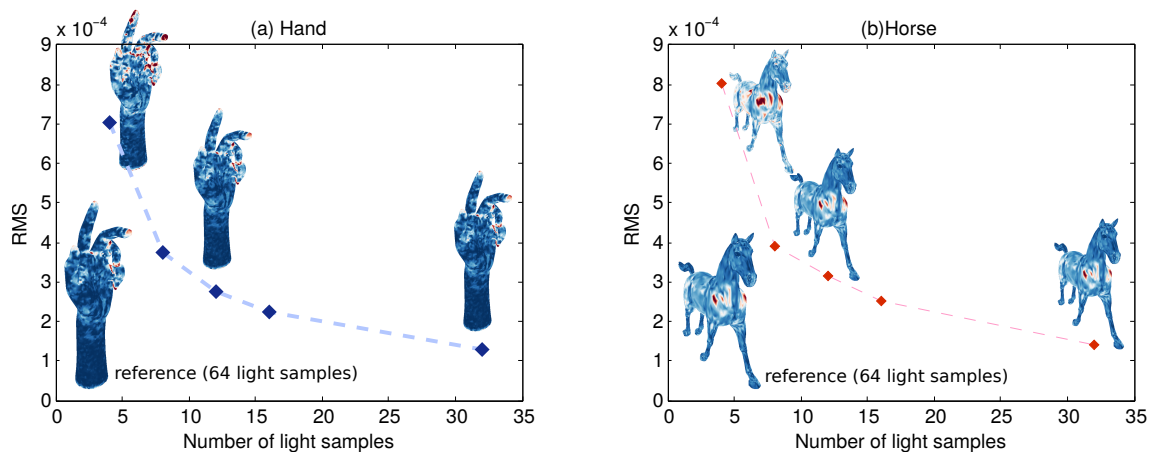 x 10⁻⁴
(a) Hand
9
8
7
6
5
4
3
2
1
0
RMS
reference (64 light samples)
0 5 10 15 20 25 30 35
Number of light samples
x 10⁻⁴
(b)Horse
9
8
7
6
5
4
3
2
1
0
RMS
reference (64 light samples)
0 5 10 15 20 25 30 35
Number of light samples